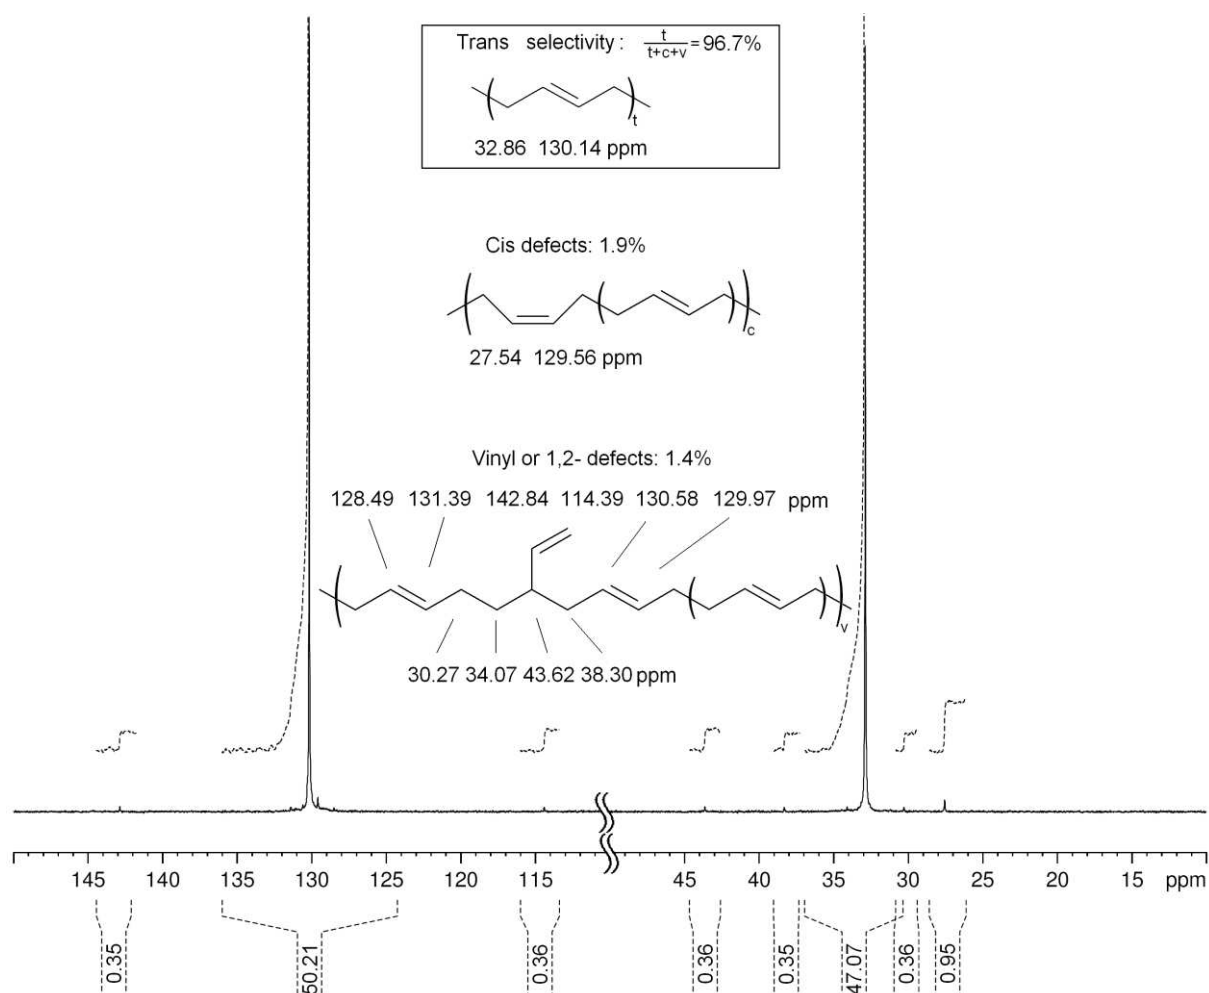 Trans selectivity: t/t+c+v = 96.7%
t
32.86 130.14 ppm
Cis defects: 1.9%
c
27.54 129.56 ppm
Vinyl or 1,2- defects: 1.4%
128.49 131.39 142.84 114.39 130.58 129.97 ppm
v
30.27 34.07 43.62 38.30 ppm
145 140 135 130 125 120 115 45 40 35 30 25 20 15 ppm
0.35 50.21 0.36 0.36 0.35 47.07 0.36 0.95